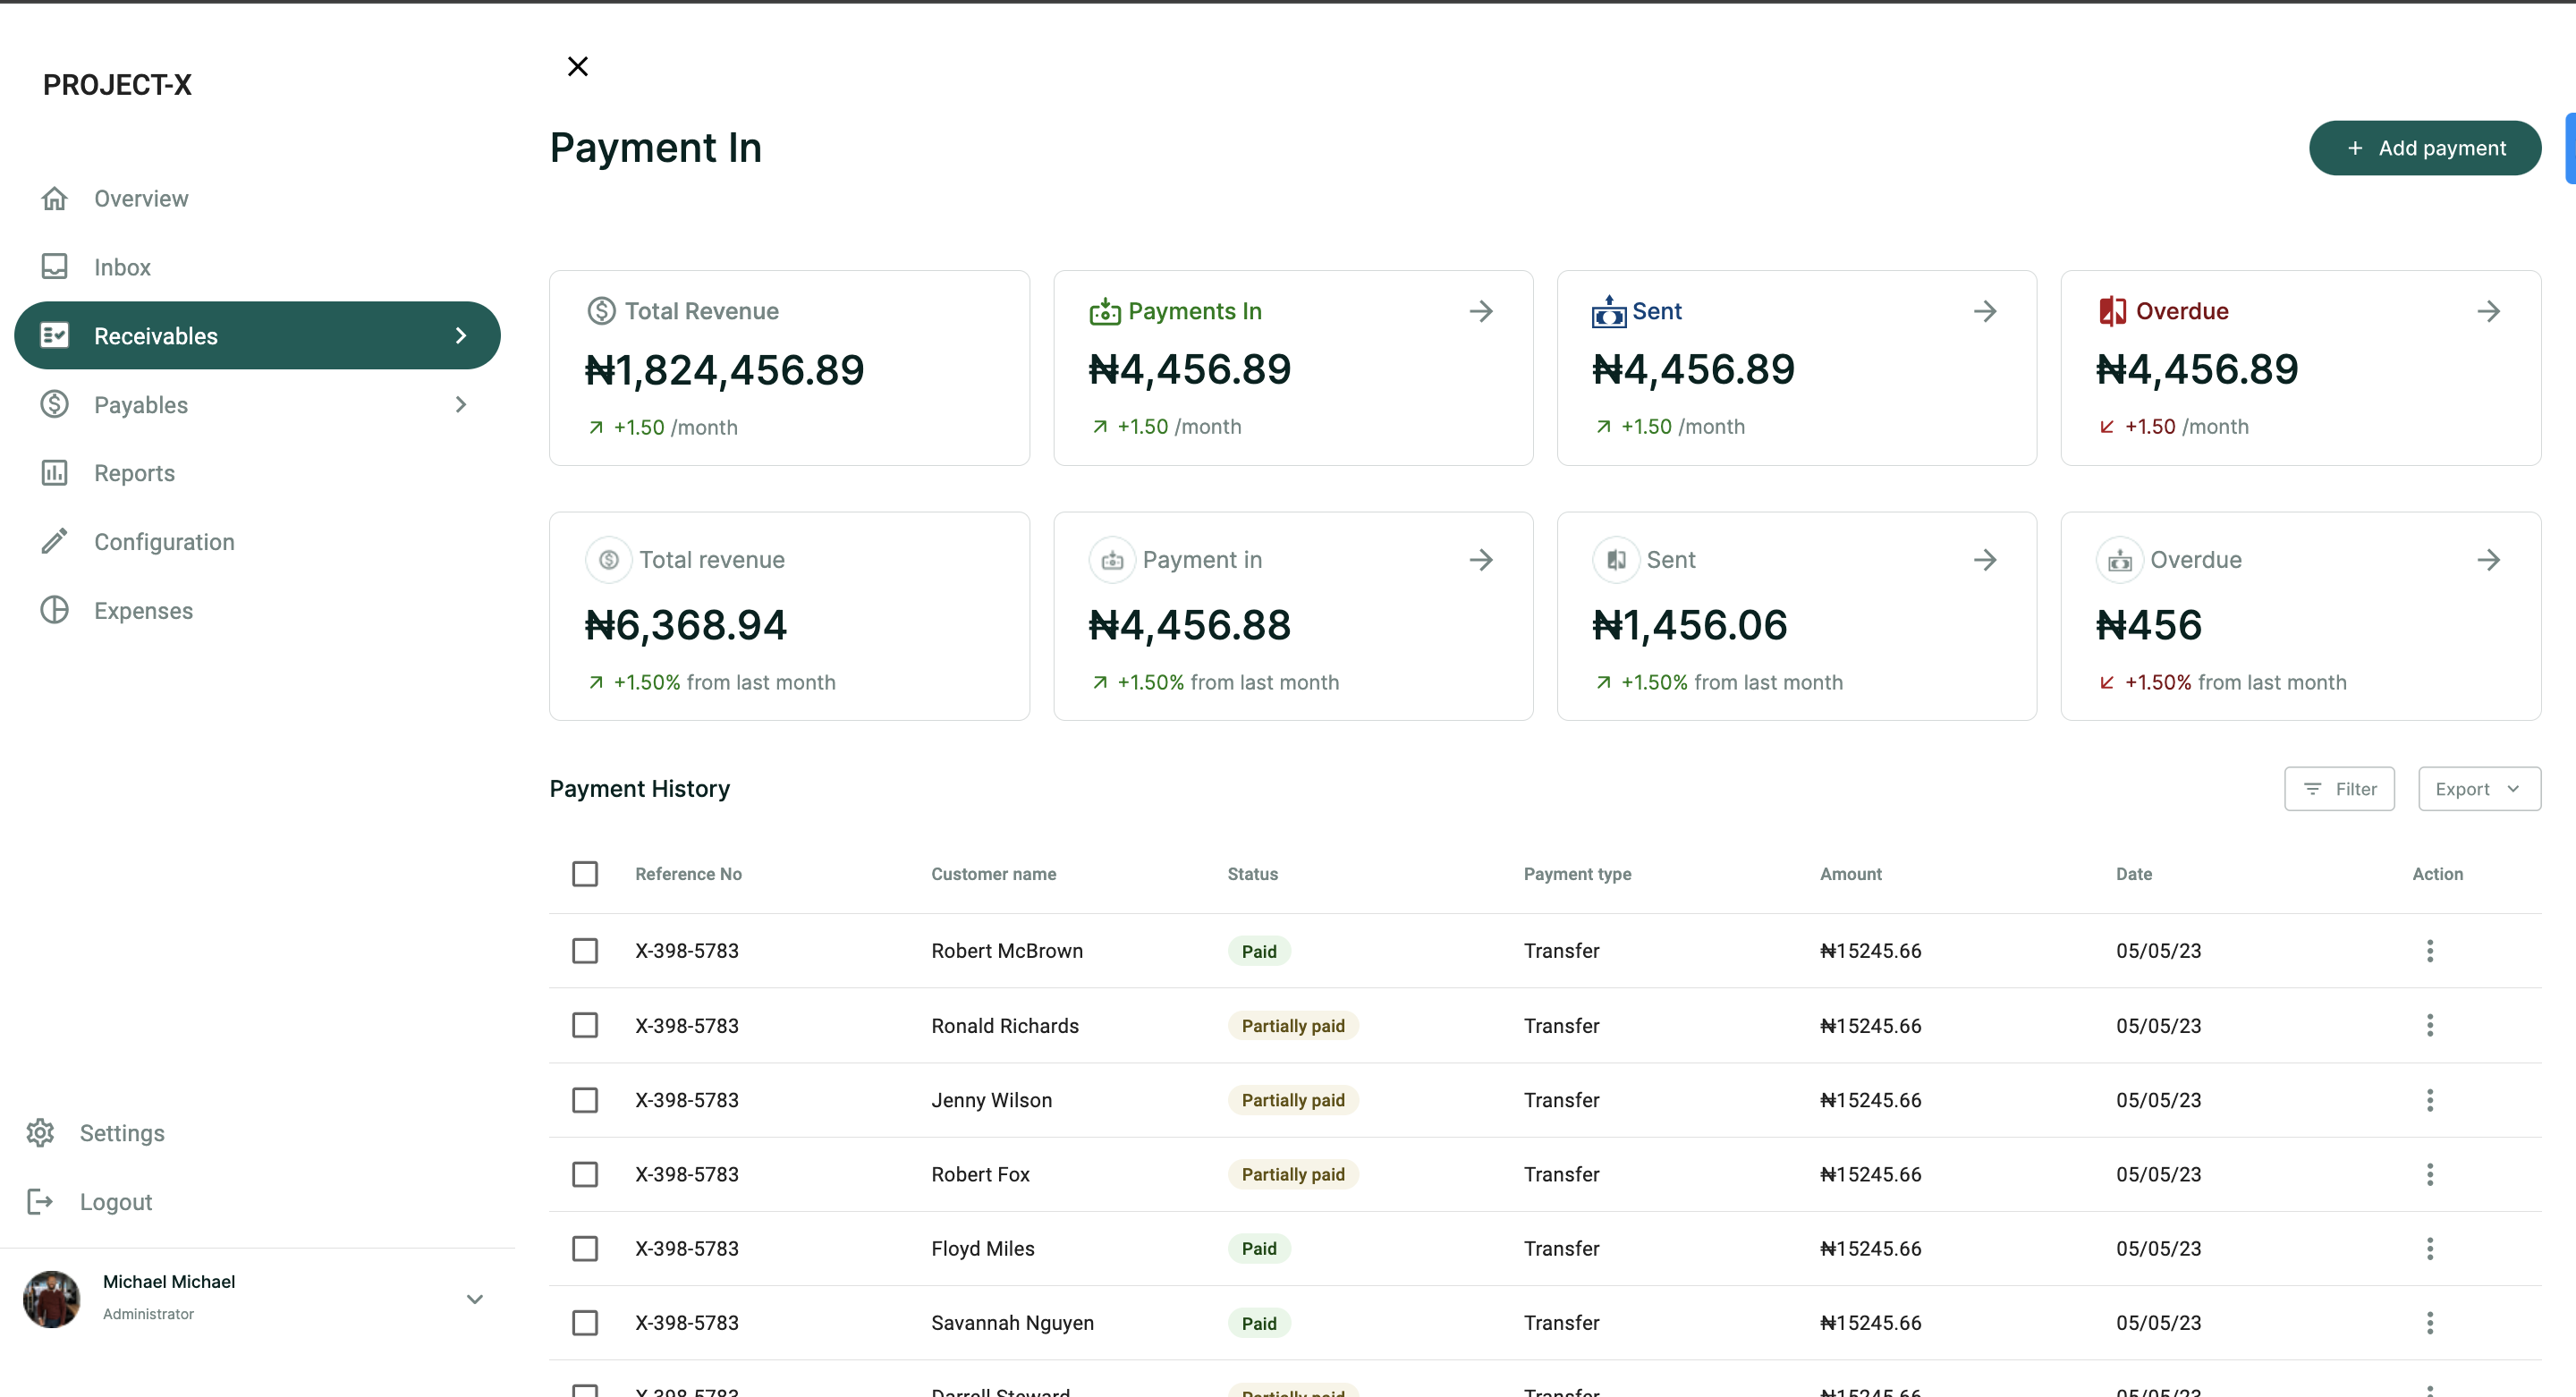 PROJECT-X
Overview
Inbox
Receivables
Payables
Reports
Configuration
Expenses
Settings
Logout
Michael Michael
Administrator
Payment In
+ Add payment
Total Revenue
₦1,824,456.89
+1.50 /month
Payments In
₦4,456.89
+1.50 /month
Sent
₦4,456.89
+1.50 /month
Overdue
₦4,456.89
+1.50 /month
Total revenue
₦6,368.94
+1.50% from last month
Payment in
₦4,456.88
+1.50% from last month
Sent
₦1,456.06
+1.50% from last month
Overdue
₦456
+1.50% from last month
Payment History
Filter
Export
Reference No Customer name Status Payment type Amount Date Action
X-398-5783 Robert McBrown Paid Transfer ₦15245.66 05/05/23
X-398-5783 Ronald Richards Partially paid Transfer ₦15245.66 05/05/23
X-398-5783 Jenny Wilson Partially paid Transfer ₦15245.66 05/05/23
X-398-5783 Robert Fox Partially paid Transfer ₦15245.66 05/05/23
X-398-5783 Floyd Miles Paid Transfer ₦15245.66 05/05/23
X-398-5783 Savannah Nguyen Paid Transfer ₦15245.66 05/05/23
X-398-5783 Darrell Steward Partially paid Transfer ₦15245.66 05/05/23